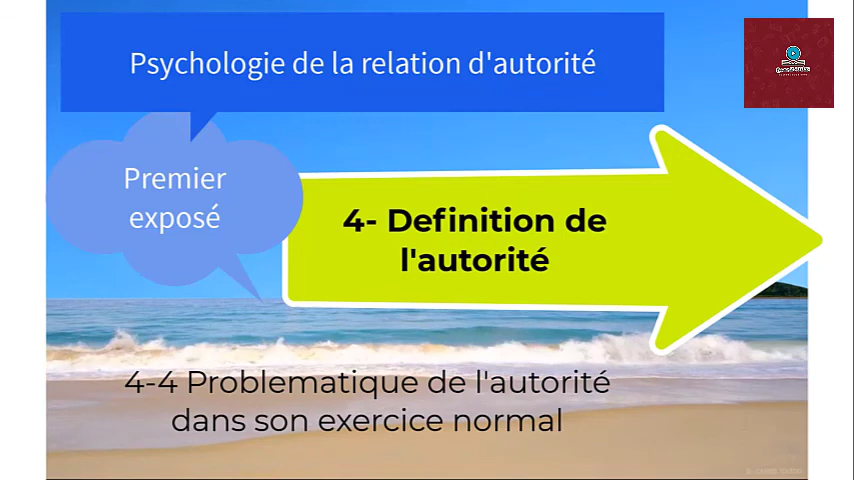 Psychologie de la relation d'autorité
Premier
exposé
4- Definition de
l'autorité
4-4 Problematique de l'autorité
dans son exercice normal